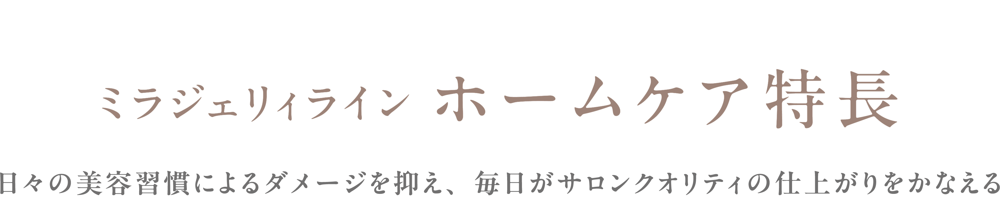 ミラジェリィライン ホームケア特長
日々の美容習慣によるダメージを抑え、毎日がサロンクオリティの仕上がりをかなえる